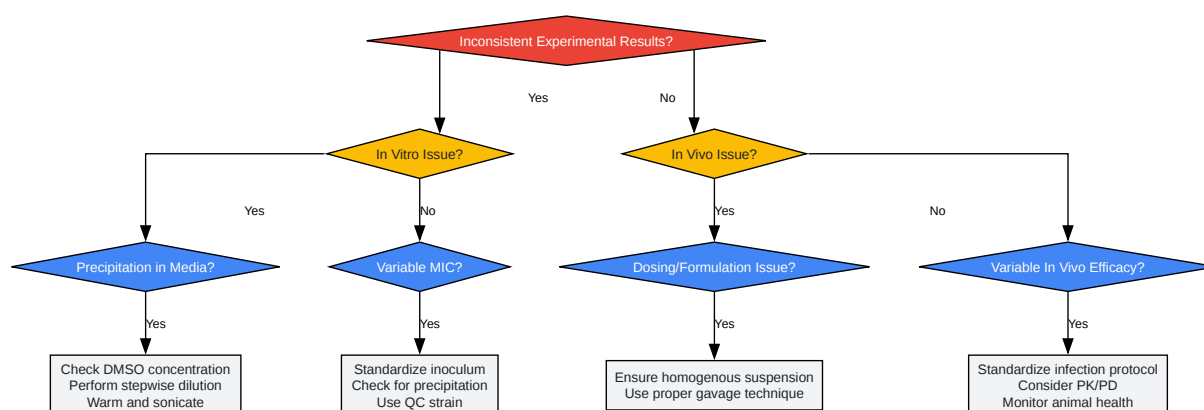 Inconsistent Experimental Results?
Yes
No
In Vitro Issue?
In Vivo Issue?
Yes
No
Yes
No
Precipitation in Media?
Variable MIC?
Dosing/Formulation Issue?
Variable In Vivo Efficacy?
Yes
Yes
Yes
Yes
Check DMSO concentration
Perform stepwise dilution
Warm and sonicate
Standardize inoculum
Check for precipitation
Use QC strain
Ensure homogenous suspension
Use proper gavage technique
Standardize infection protocol
Consider PK/PD
Monitor animal health